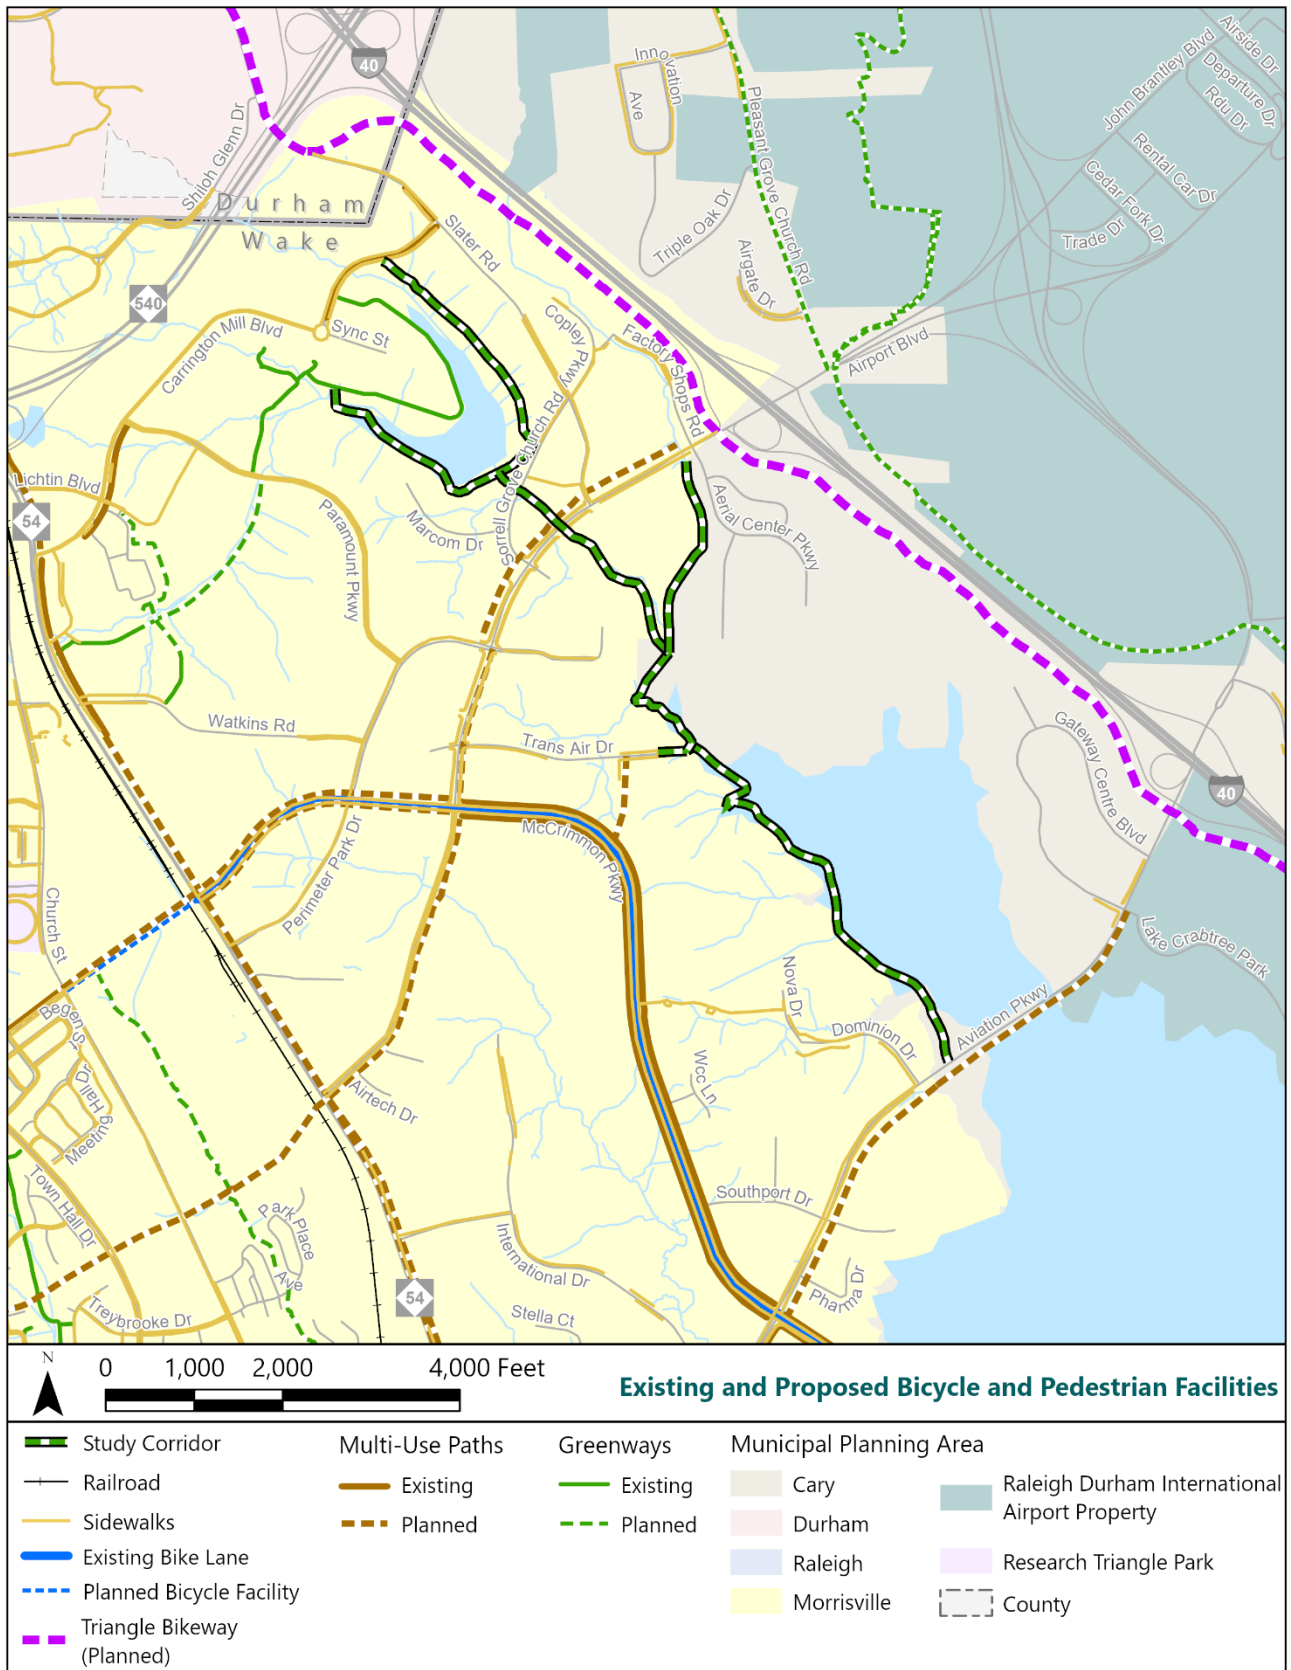 40
Innovation
Ave
Pleasant Grove Church Rd
John Brantley Blvd
Airside Dr
Departure Dr
Rdu Dr
Rental Car Dr
Cedar Fork Dr
Trade Dr
Shiloh Glenn Dr
Durham
Wake
Slater Rd
Triple Oak Dr
Airgate Dr
540
Carrington Mill Blvd
Sync St
Copley Pkwy
Factory Shops Rd
Airport Blvd
Sorrell Grove Church Rd
Lichtin Blvd
54
Paramount Pkwy
Marcom Dr
Aerial Center Pkwy
Watkins Rd
Trans Air Dr
Gateway Centre Blvd
40
McCrimmon Pkwy
Perimeter Park Dr
Church St
Lake Crabtree Park
Nova Dr
Dominion Dr
Aviation Pkwy
Begen St
Wcc Ln
Airtech Dr
Meeting
Hall Dr
Town Hall Dr
Park Place
Ave
Southport Dr
International Dr
54
Pharma Dr
Treybrooke Dr
Stella Ct
N
0 1,000 2,000 4,000 Feet
Existing and Proposed Bicycle and Pedestrian Facilities
Study Corridor
Railroad
Sidewalks
Existing Bike Lane
Planned Bicycle Facility
Triangle Bikeway
(Planned)
Multi-Use Paths
Existing
Planned
Greenways
Existing
Planned
Municipal Planning Area
Cary
Durham
Raleigh
Morrisville
Raleigh Durham International
Airport Property
Research Triangle Park
County